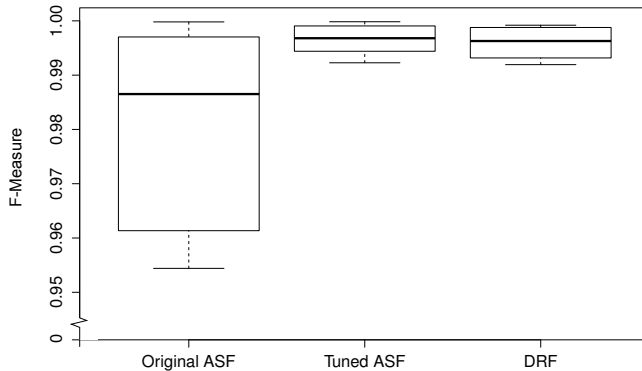 F-Measure
1.00
0.99
0.98
0.97
0.96
0.95
0
Original ASF
Tuned ASF
DRF